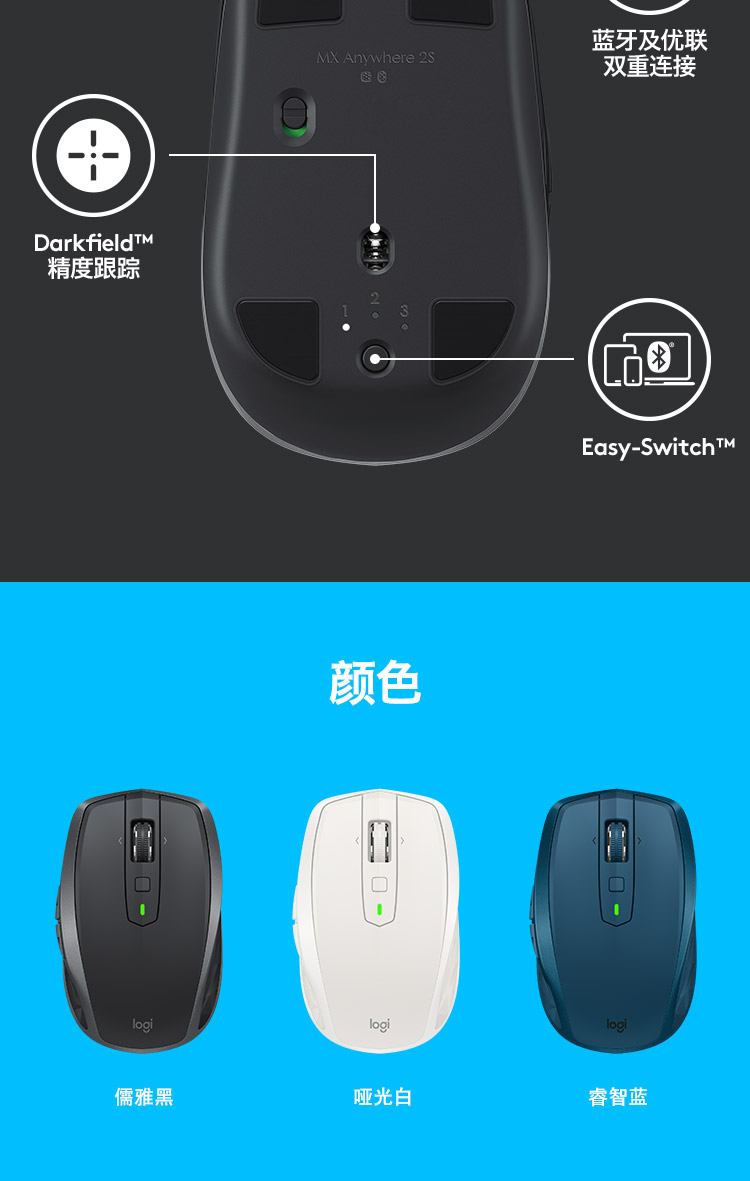 MX Anywhere 2S
蓝牙及优联
双重连接
Darkfield™
精度跟踪
2
1
3
Easy-Switch™
颜色
logi
logi
logi
儒雅黑
哑光白
睿智蓝